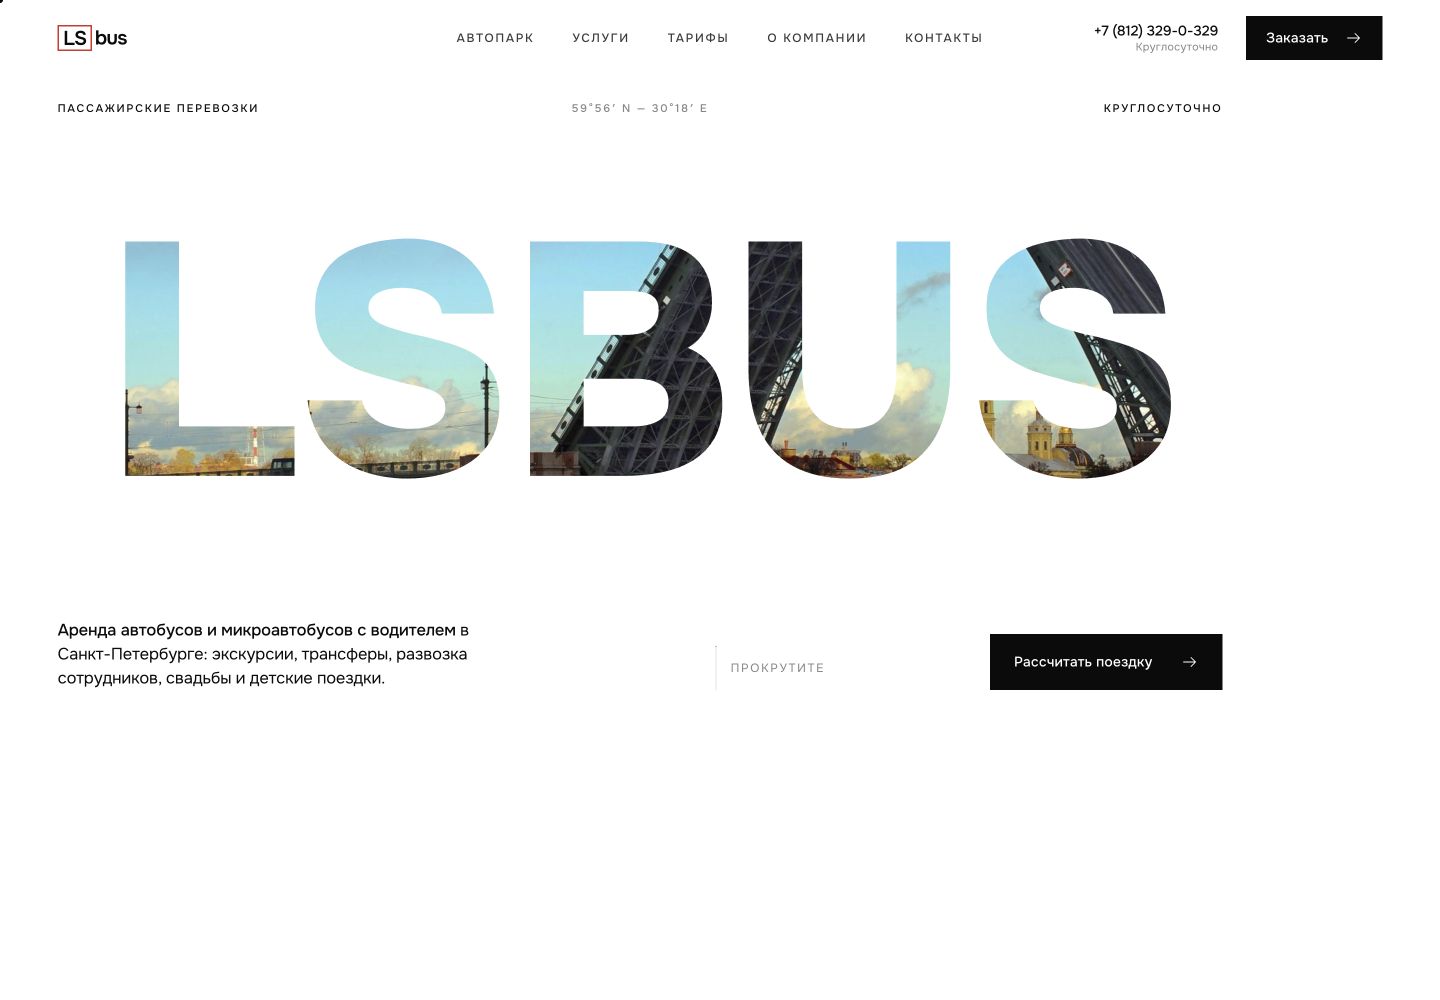 LS bus
АВТОПАРК УСЛУГИ ТАРИФЫ О КОМПАНИИ КОНТАКТЫ
+7 (812) 329-0-329
Круглосуточно
Заказать →
ПАССАЖИРСКИЕ ПЕРЕВОЗКИ
59°56′ N — 30°18′ E
КРУГЛОСУТОЧНО
LSBUS
Аренда автобусов и микроавтобусов с водителем в
Санкт-Петербурге: экскурсии, трансферы, развозка
сотрудников, свадьбы и детские поездки.
ПРОКРУТИТЕ
Рассчитать поездку →